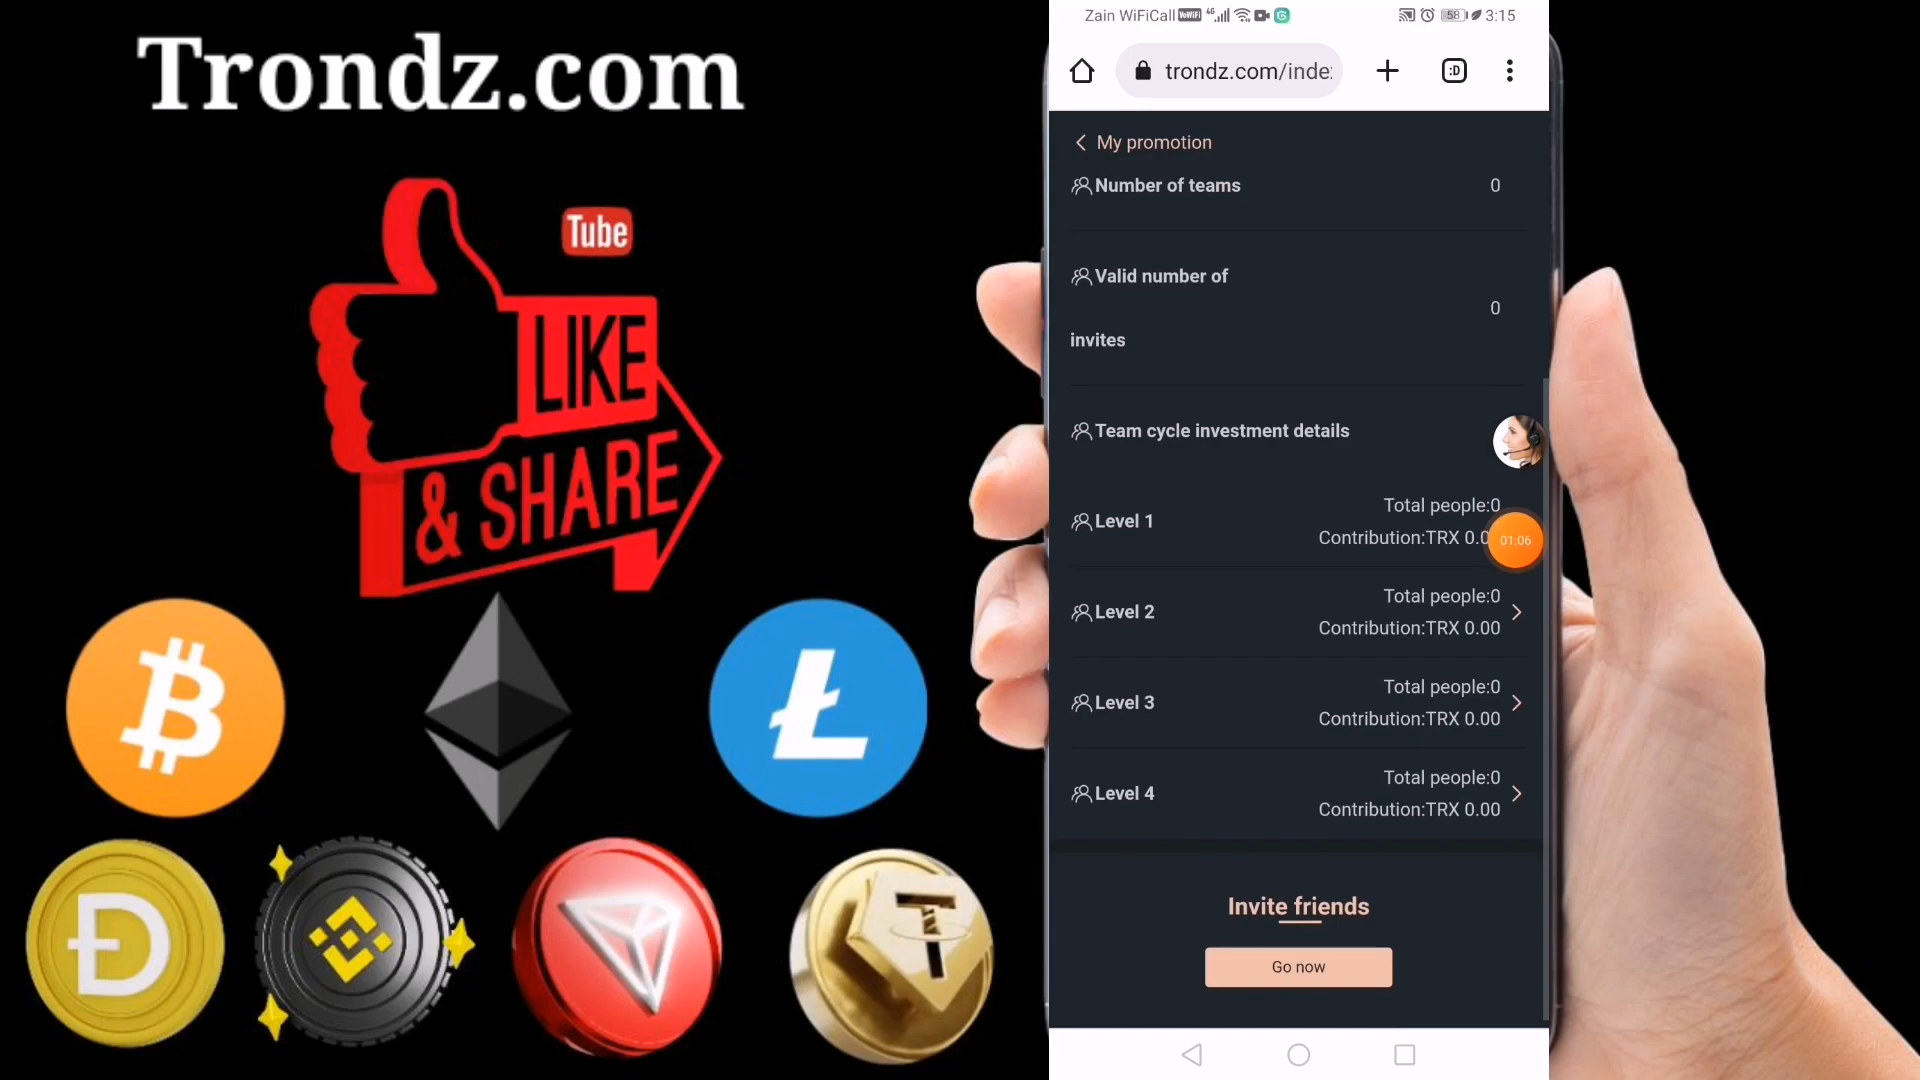 Trondz.com
Tube
LIKE
& SHARE
Zain WiFiCall VoWiFi 4G 58 3:15
trondz.com/inde
:D
My promotion
Number of teams 0
Valid number of
0
invites
Team cycle investment details
Total people:0
Level 1
Contribution:TRX 0.0
01:06
Total people:0
Level 2
Contribution:TRX 0.00
Total people:0
Level 3
Contribution:TRX 0.00
Total people:0
Level 4
Contribution:TRX 0.00
Invite friends
Go now